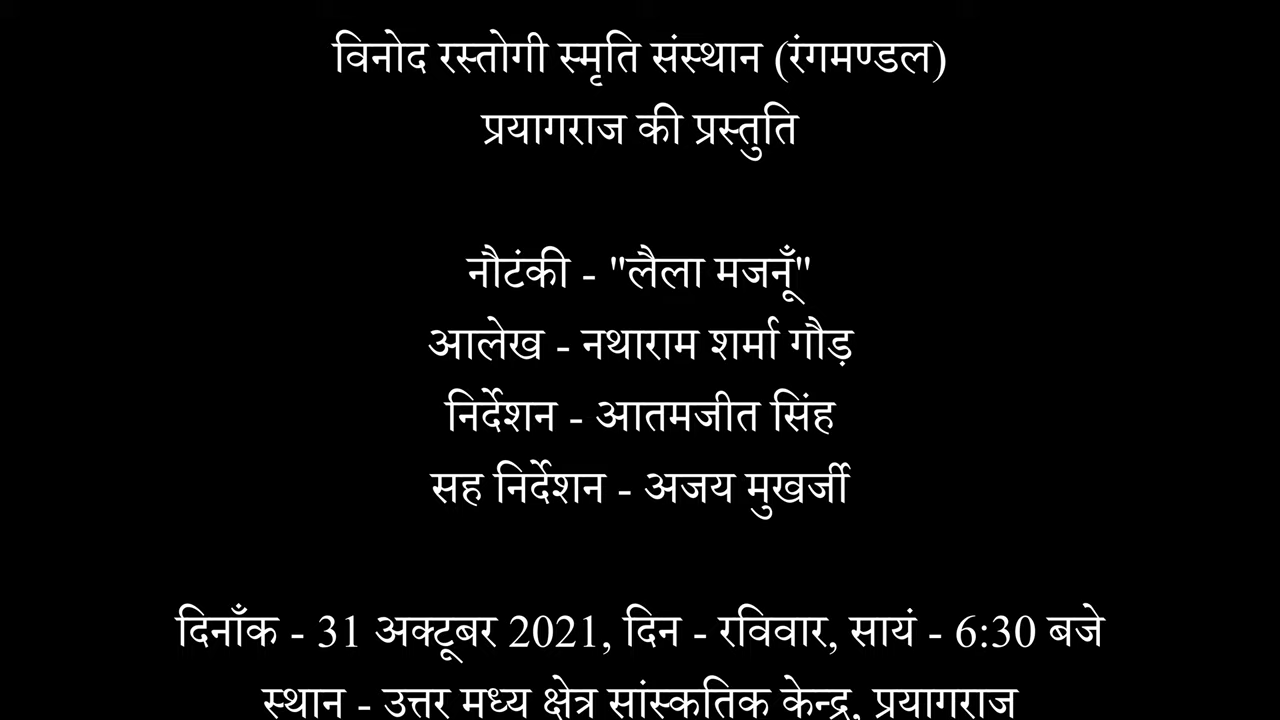 विनोद रस्तोगी स्मृति संस्थान (रंगमण्डल)
प्रयागराज की प्रस्तुति
नौटंकी - "लैला मजनूँ"
आलेख - नथाराम शर्मा गौड़
निर्देशन - आतमजीत सिंह
सह निर्देशन - अजय मुखर्जी
दिनाँक - 31 अक्टूबर 2021, दिन - रविवार, सायं - 6:30 बजे
स्थान - उत्तर मध्य क्षेत्र सांस्कतिक केन्द्र, प्रयागराज